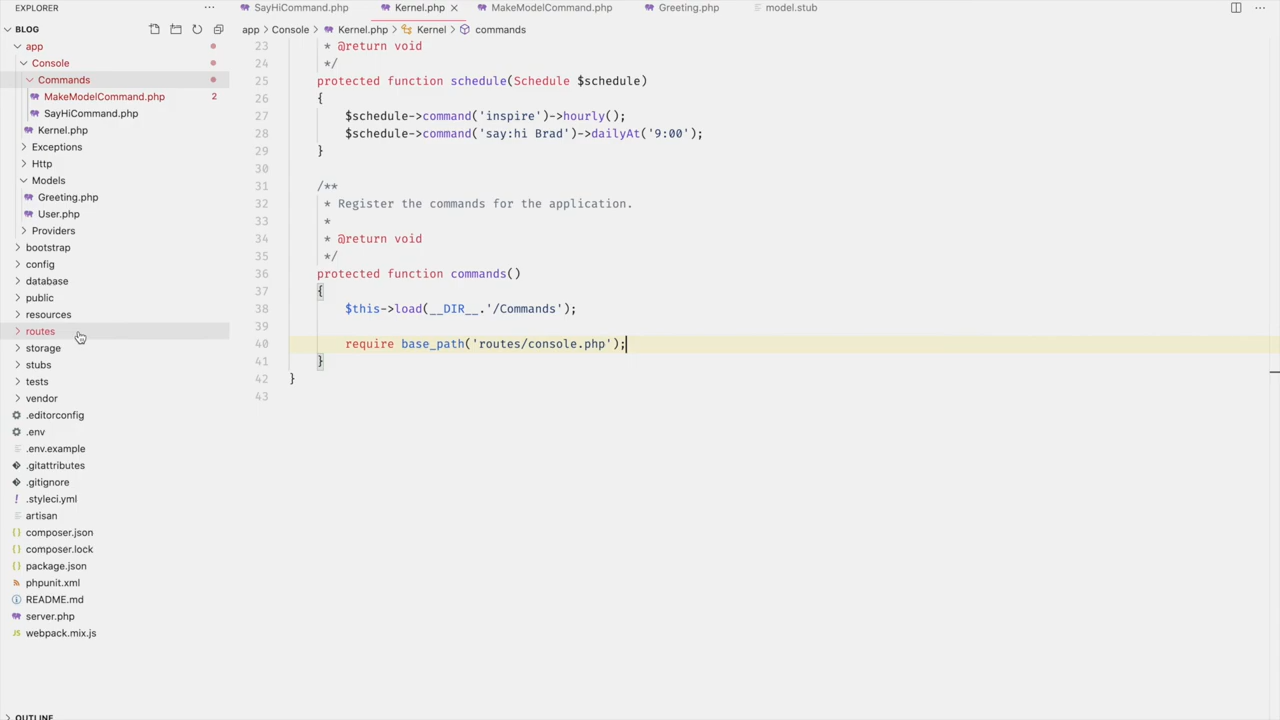 EXPLORER
BLOG
app
Console
Commands
MakeModelCommand.php 2
SayHiCommand.php
Kernel.php
Exceptions
Http
Models
Greeting.php
User.php
Providers
bootstrap
config
database
public
resources
routes
storage
stubs
tests
vendor
.editorconfig
.env
.env.example
.gitattributes
.gitignore
.styleci.yml
artisan
composer.json
composer.lock
package.json
phpunit.xml
README.md
server.php
webpack.mix.js
OUTLINE
SayHiCommand.php Kernel.php MakeModelCommand.php Greeting.php model.stub
app > Console > Kernel.php > Kernel > commands
23 * @return void
24 */
25 protected function schedule(Schedule $schedule)
26 {
27 $schedule->command('inspire')->hourly();
28 $schedule->command('say:hi Brad')->dailyAt('9:00');
29 }
30
31 /**
32 * Register the commands for the application.
33 *
34 * @return void
35 */
36 protected function commands()
37 {
38 $this->load(__DIR__.'/Commands');
39
40 require base_path('routes/console.php');
41 }
42 }
43